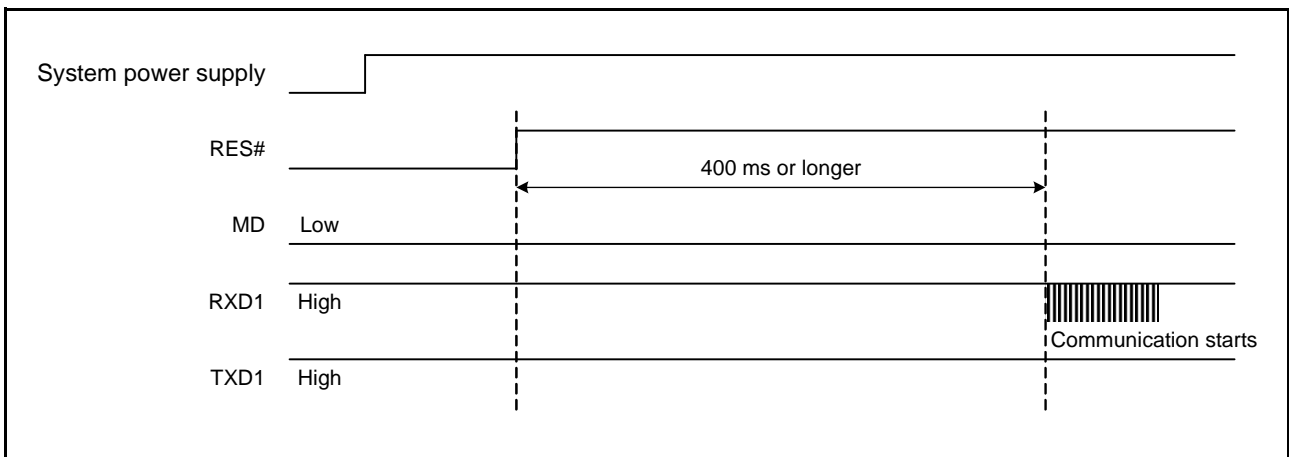 System power supply
RES#
400 ms or longer
MD Low
RXD1 High
Communication starts
TXD1 High